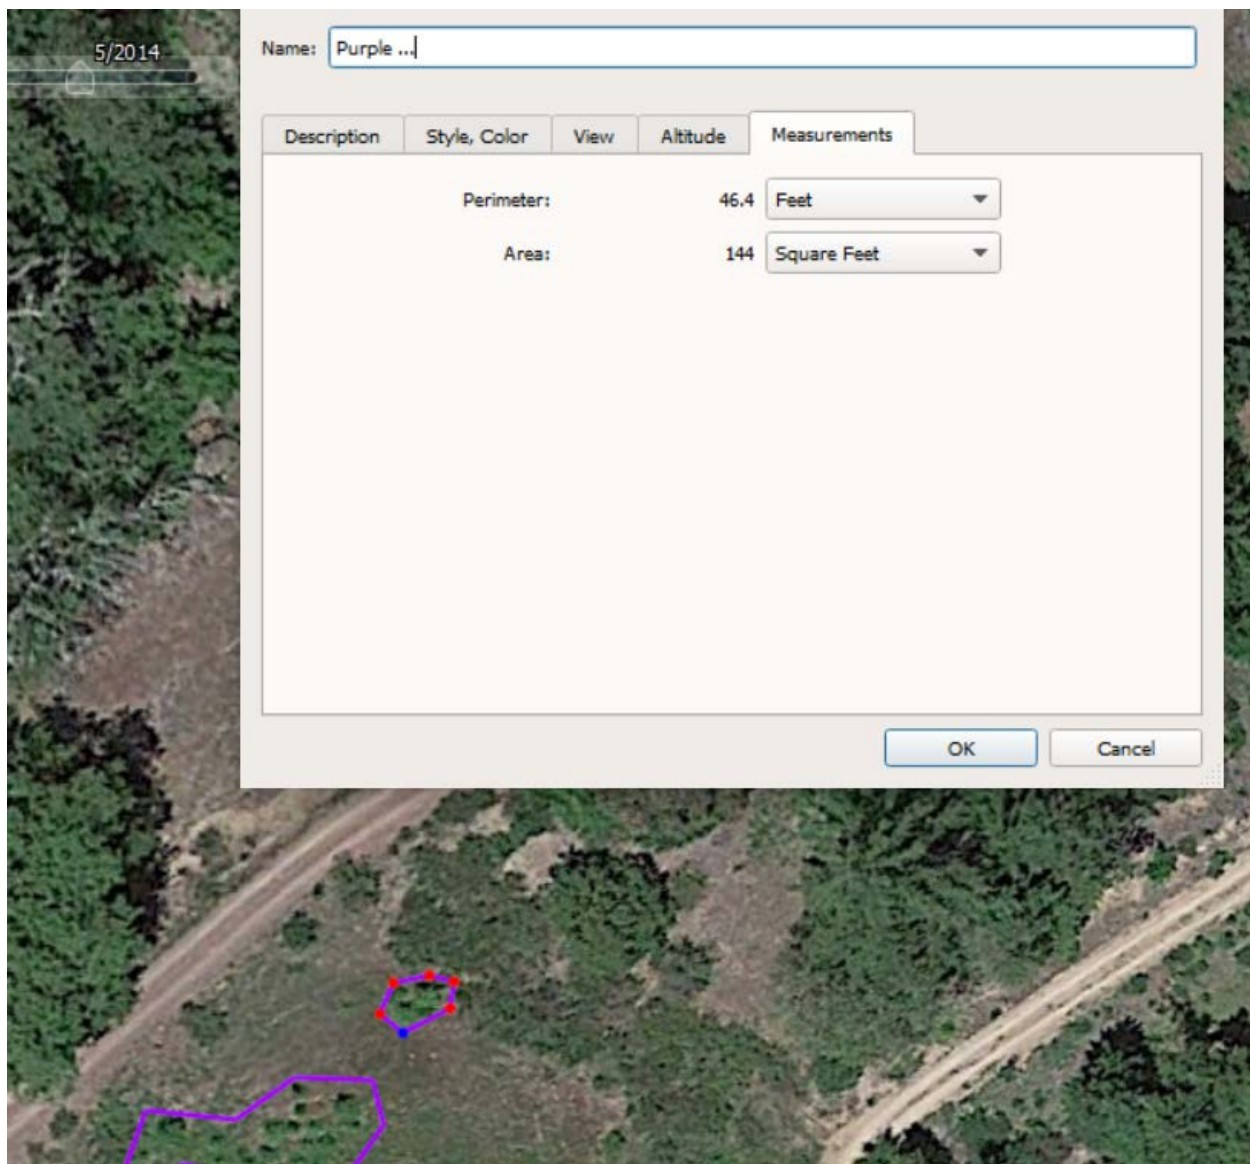 5/2014
Name: Purple ...
Description Style, Color View Altitude Measurements
Perimeter: 46.4 Feet
Area: 144 Square Feet
OK Cancel